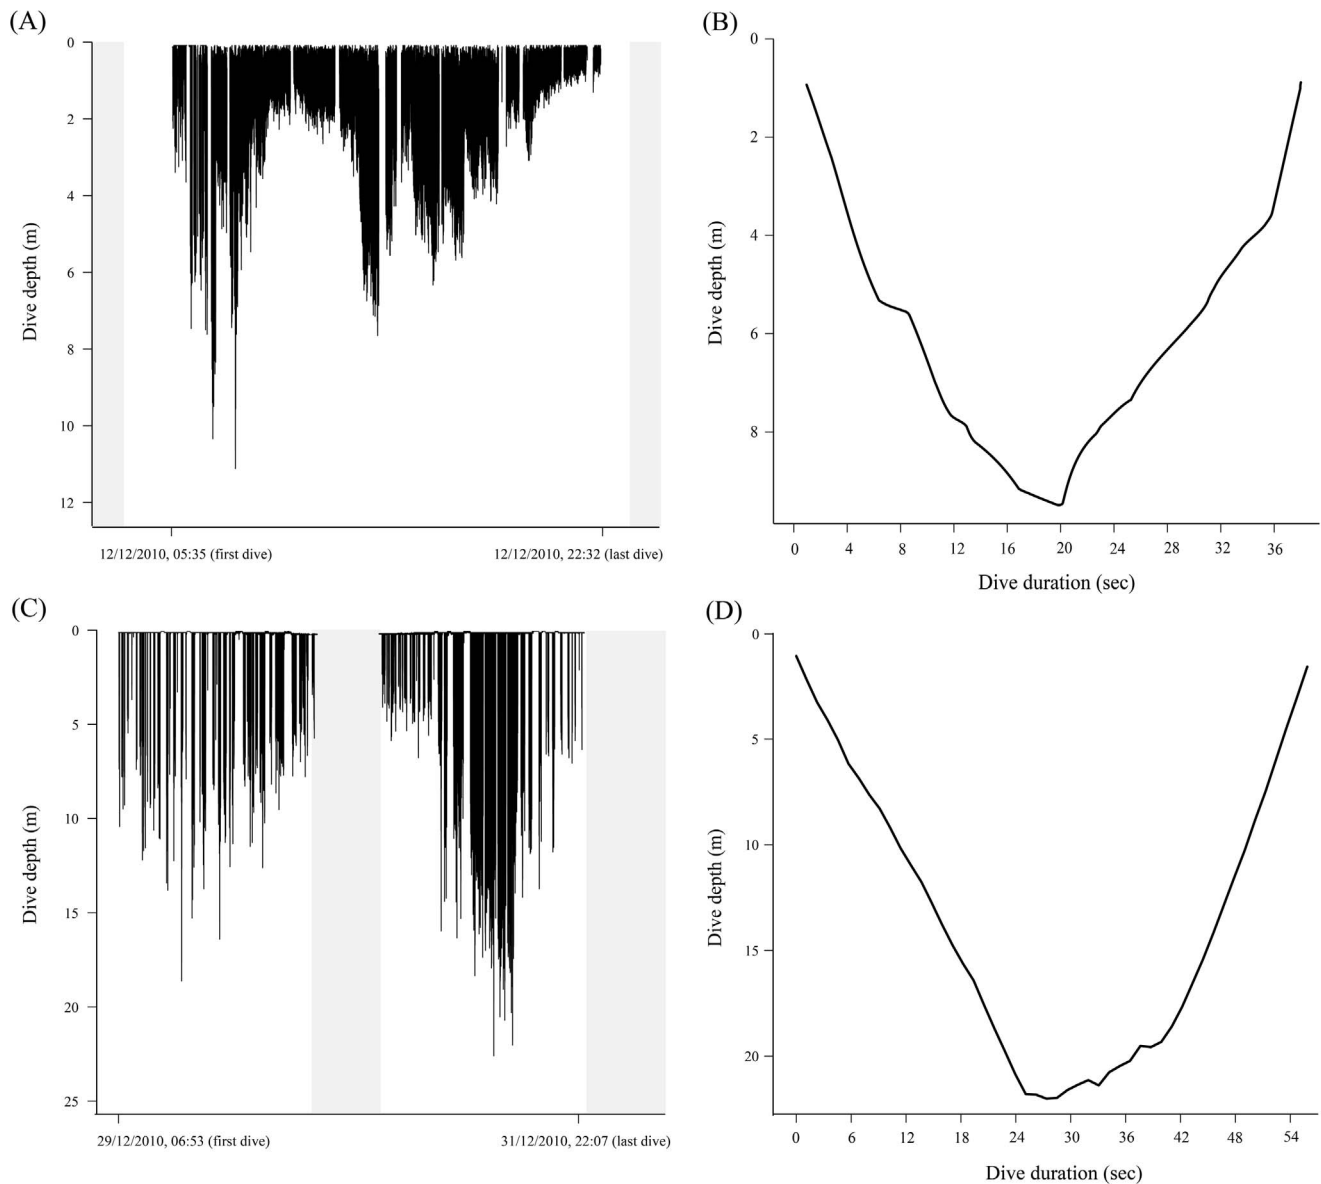 (A)
0
2
4
6
8
10
12
Dive depth (m)
12/12/2010, 05:35 (first dive)
12/12/2010, 22:32 (last dive)
(B)
0
2
4
6
8
Dive depth (m)
0 4 8 12 16 20 24 28 32 36
Dive duration (sec)
(C)
0
5
10
15
20
25
Dive depth (m)
29/12/2010, 06:53 (first dive)
31/12/2010, 22:07 (last dive)
(D)
0
5
10
15
20
Dive depth (m)
0 6 12 18 24 30 36 42 48 54
Dive duration (sec)